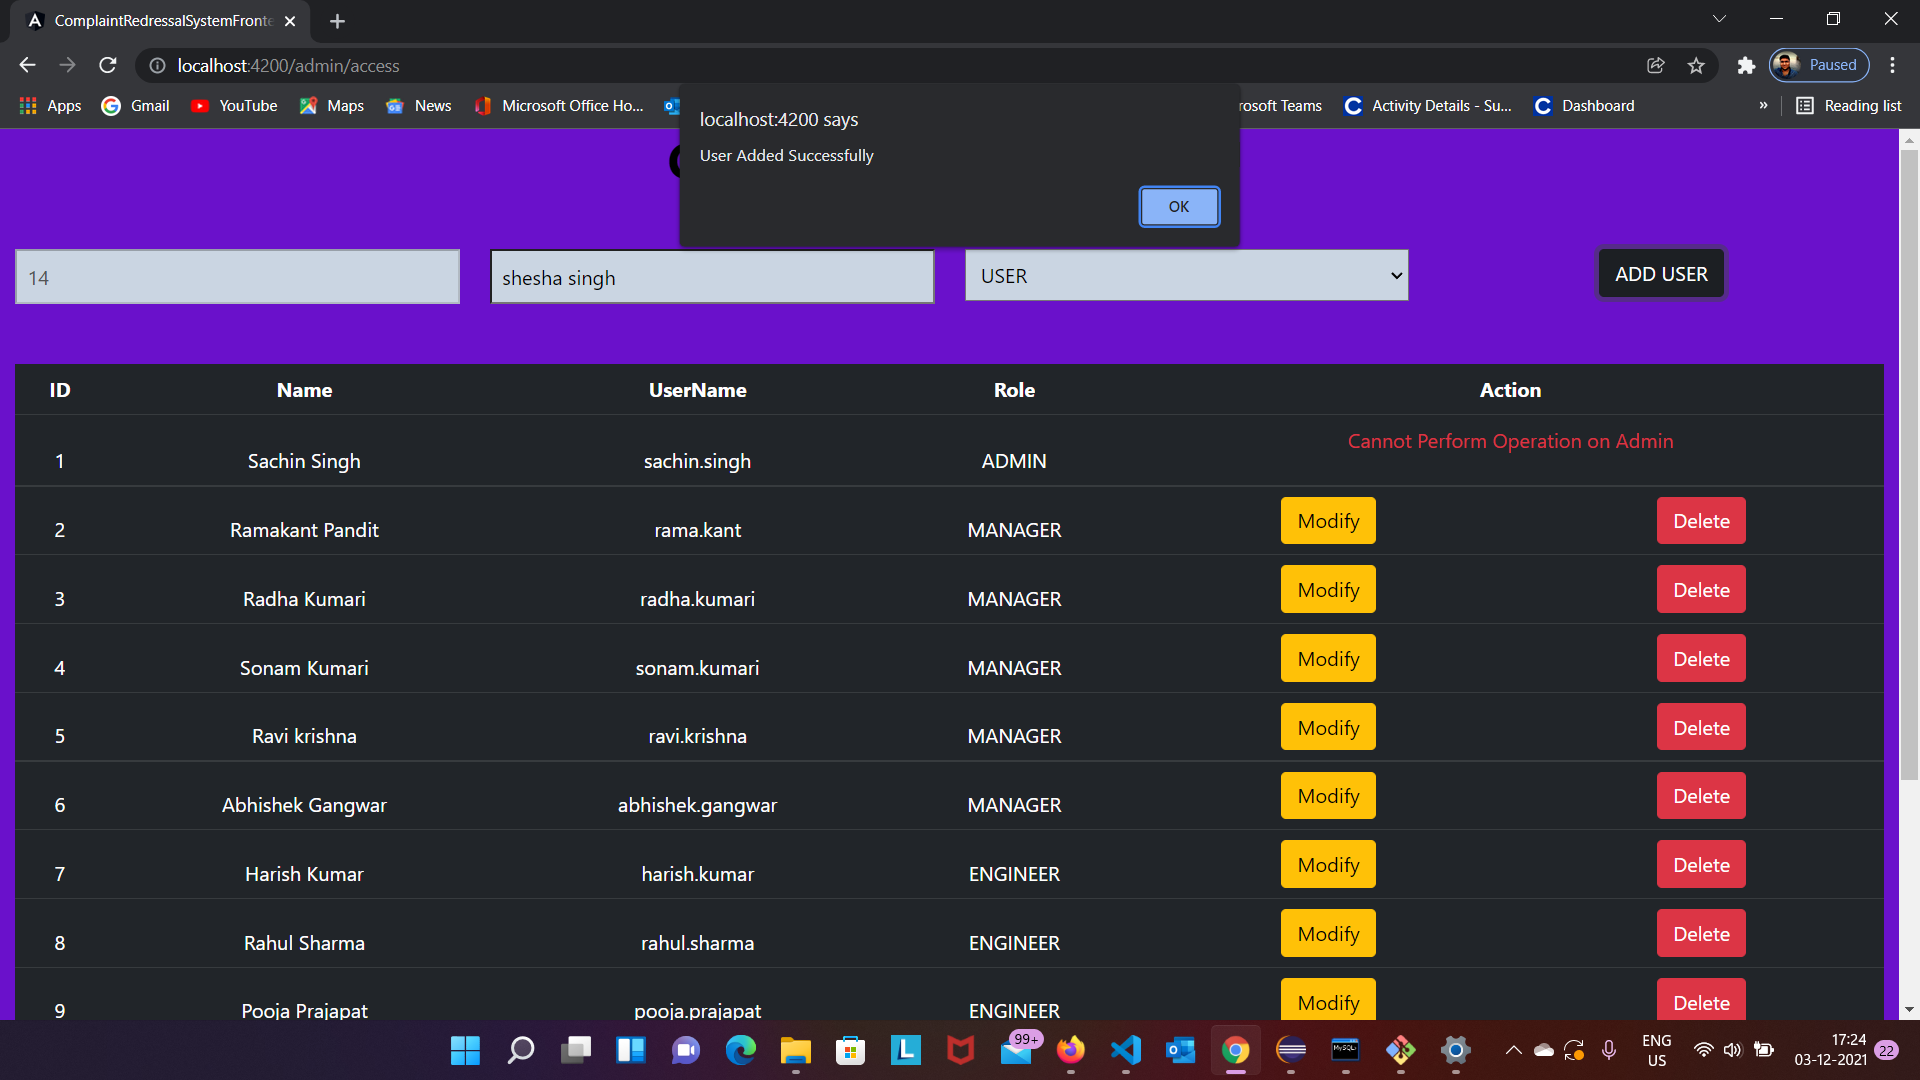 ComplaintRedressalSystemFronte
localhost:4200/admin/access
Paused
Apps
Gmail
YouTube
Maps
News
Microsoft Office Ho...
rosoft Teams
Activity Details - Su...
Dashboard
»
Reading list
localhost:4200 says
User Added Successfully
OK
14
shesha singh
USER
ADD USER
ID Name UserName Role Action
1 Sachin Singh sachin.singh ADMIN Cannot Perform Operation on Admin
2 Ramakant Pandit rama.kant MANAGER Modify Delete
3 Radha Kumari radha.kumari MANAGER Modify Delete
4 Sonam Kumari sonam.kumari MANAGER Modify Delete
5 Ravi krishna ravi.krishna MANAGER Modify Delete
6 Abhishek Gangwar abhishek.gangwar MANAGER Modify Delete
7 Harish Kumar harish.kumar ENGINEER Modify Delete
8 Rahul Sharma rahul.sharma ENGINEER Modify Delete
9 Pooja Prajapat pooja.prajapat ENGINEER Modify Delete
99+
MySQL
ENG
US
17:24
03-12-2021
22